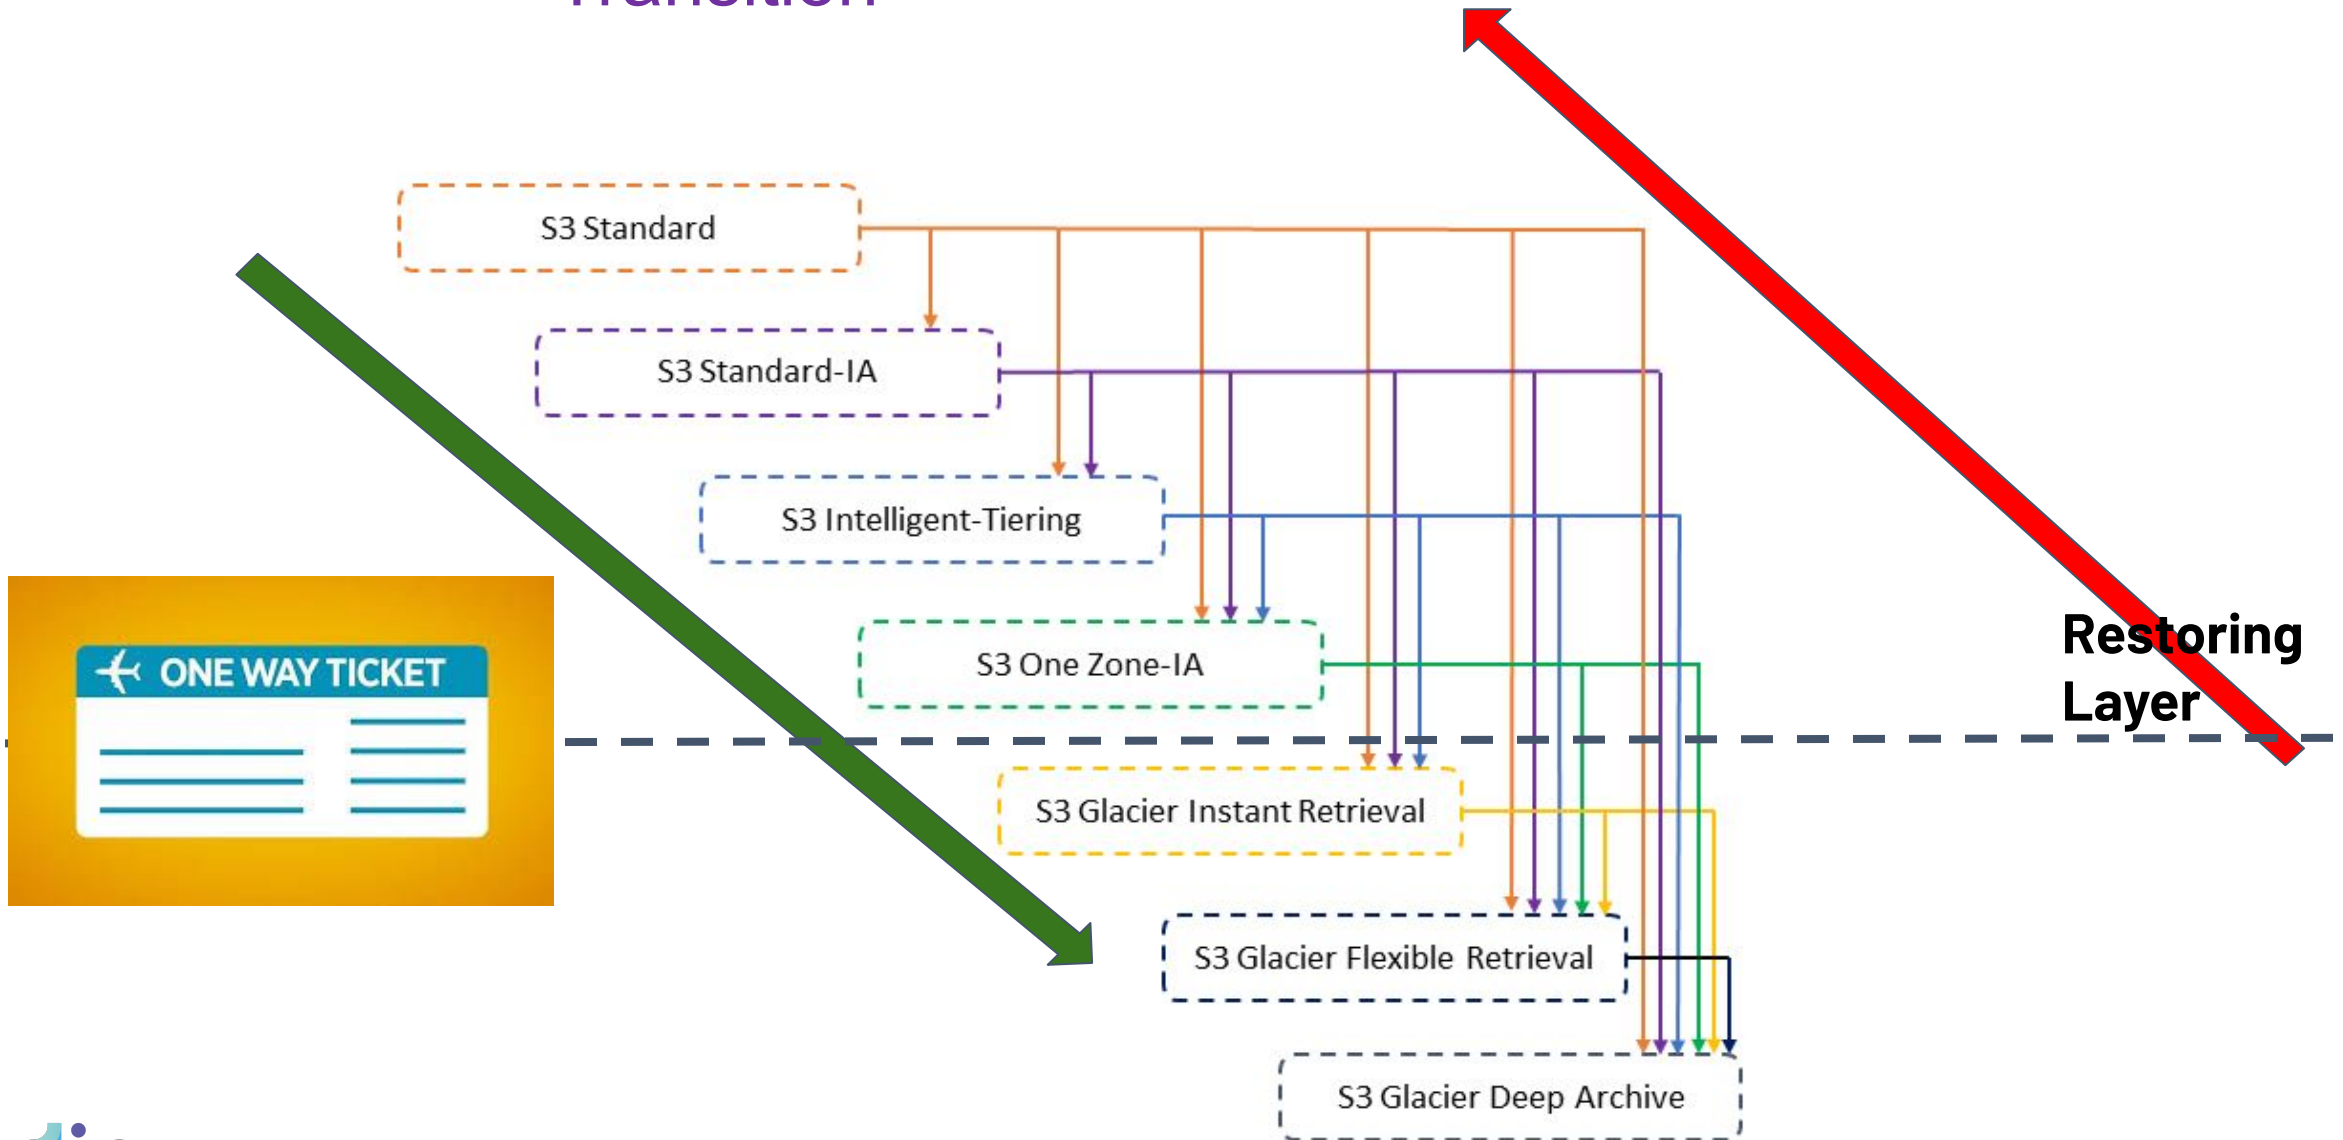 Transition
S3 Standard
S3 Standard-IA
S3 Intelligent-Tiering
ONE WAY TICKET
S3 One Zone-IA
Restoring
Layer
S3 Glacier Instant Retrieval
S3 Glacier Flexible Retrieval
S3 Glacier Deep Archive